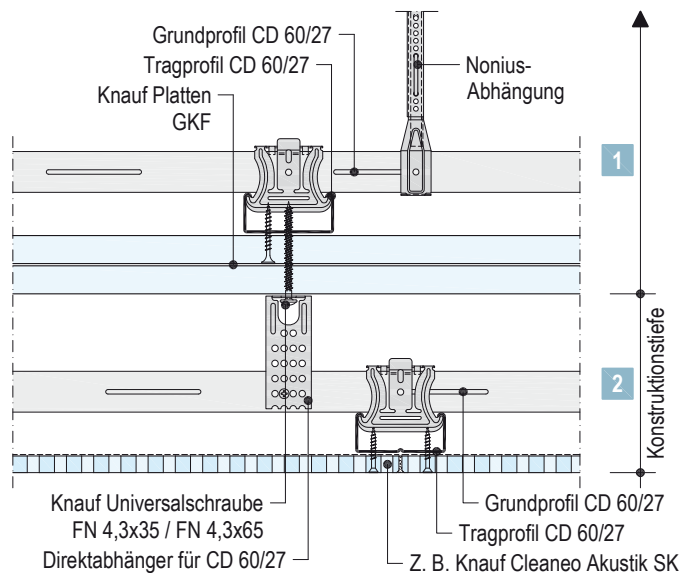 Grundprofil CD 60/27
Tragprofil CD 60/27
Knauf Platten
GKF
Nonius-
Abhängung
1
2
Konstruktionstiefe
Knauf Universalschraube
FN 4,3x35 / FN 4,3x65
Direktabhänger für CD 60/27
Grundprofil CD 60/27
Tragprofil CD 60/27
Z. B. Knauf Cleaneo Akustik SK